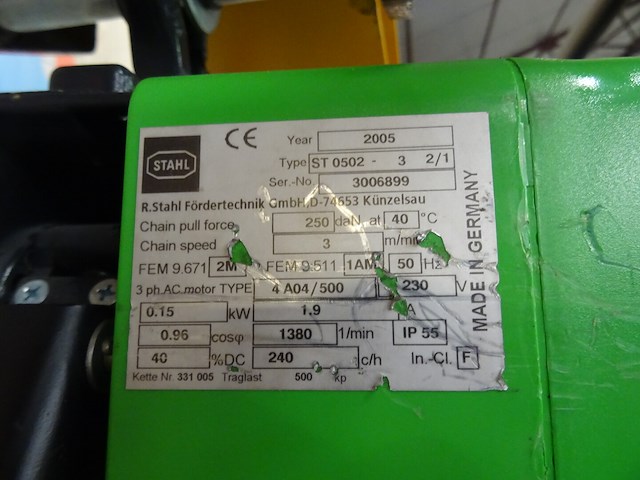 STAHL
CE
Year 2005
Type ST 0502 - 3 2/1
Ser.-No. 3006899
R.Stahl Fördertechnik GmbH, D-74653 Künzelsau
Chain pull force 250 daN at 40 °C
Chain speed 3 m/min
FEM 9.671 2M FEM 9.511 1AM 50 Hz
3 ph.AC.motor TYPE 4 A04/500 230 V
0.15 kW 1.9 A
0.96 cosφ 1380 1/min IP 55
40 %DC 240 c/h In.-Cl. F
Kette Nr 331 005 Traglast 500 kp
MADE IN GERMANY